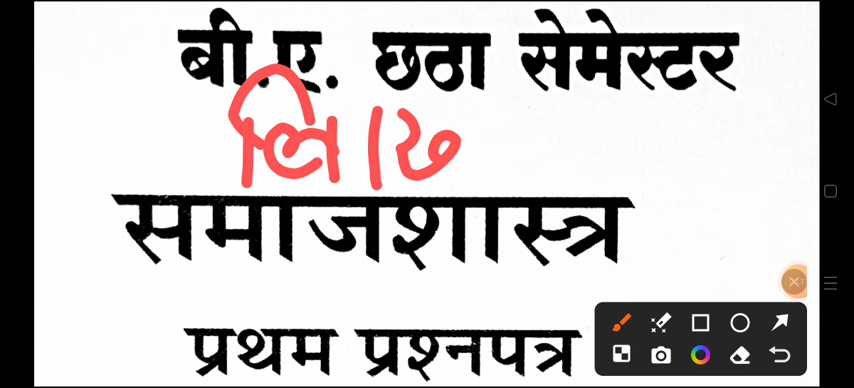 बी.ए. छठा सेमेस्टर
समाजशास्त्र
प्रथम प्रश्नपत्र